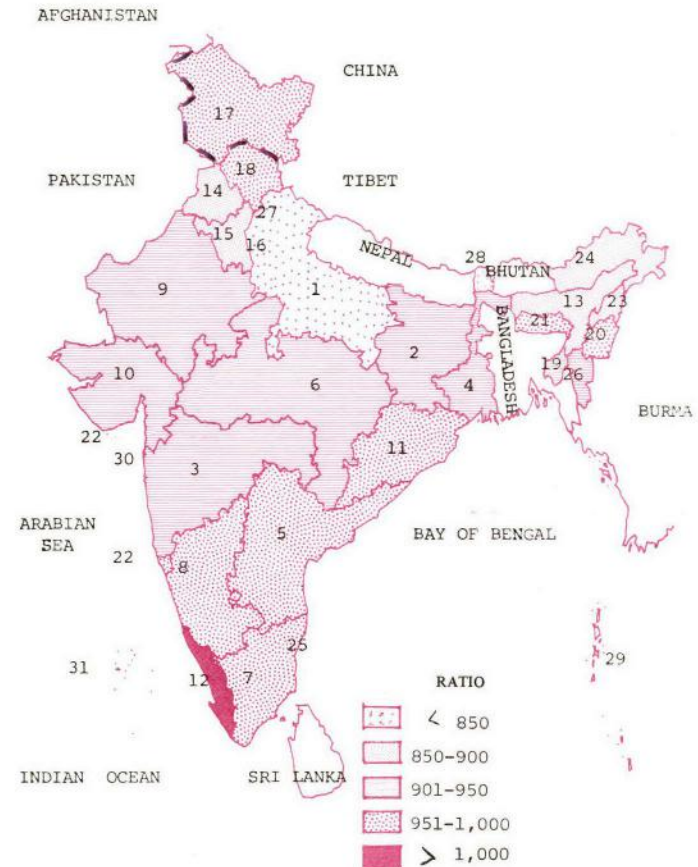 AFGHANISTAN
CHINA
17
PAKISTAN
18
TIBET
14
27
15
16
NEPAL
28
24
BHUTAN
9
1
13
23
21
20
BANGLADESH
2
19
10
6
4
26
BURMA
22
30
3
11
ARABIAN
SEA
5
BAY OF BENGAL
22
8
25
31
12
7
29
RATIO
< 850
850-900
INDIAN OCEAN
SRI LANKA
901-950
951-1,000
> 1,000